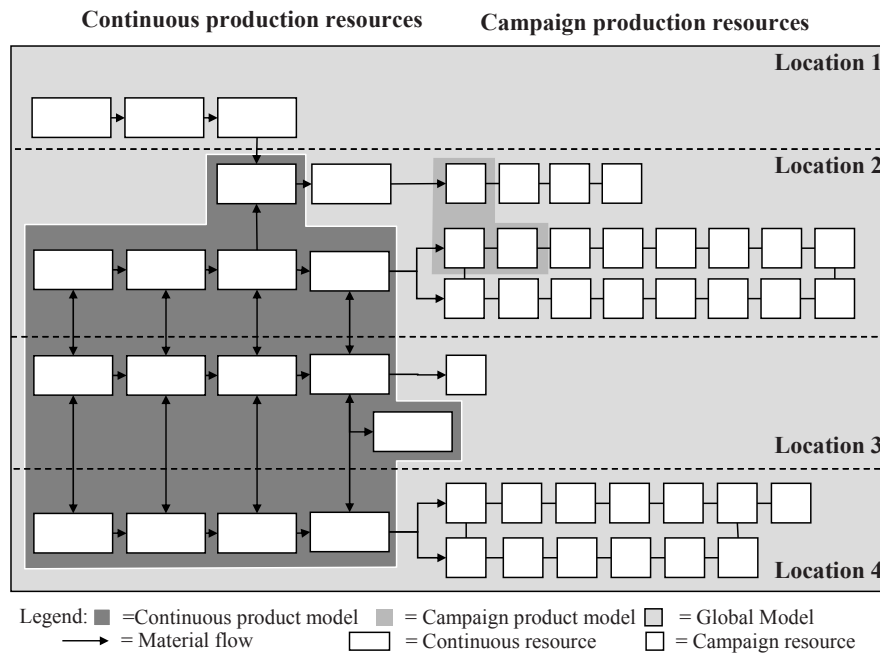 Continuous production resources Campaign production resources
Location 1
Location 2
Location 3
Location 4
Legend: =Continuous product model = Campaign product model = Global Model
= Material flow = Continuous resource = Campaign resource